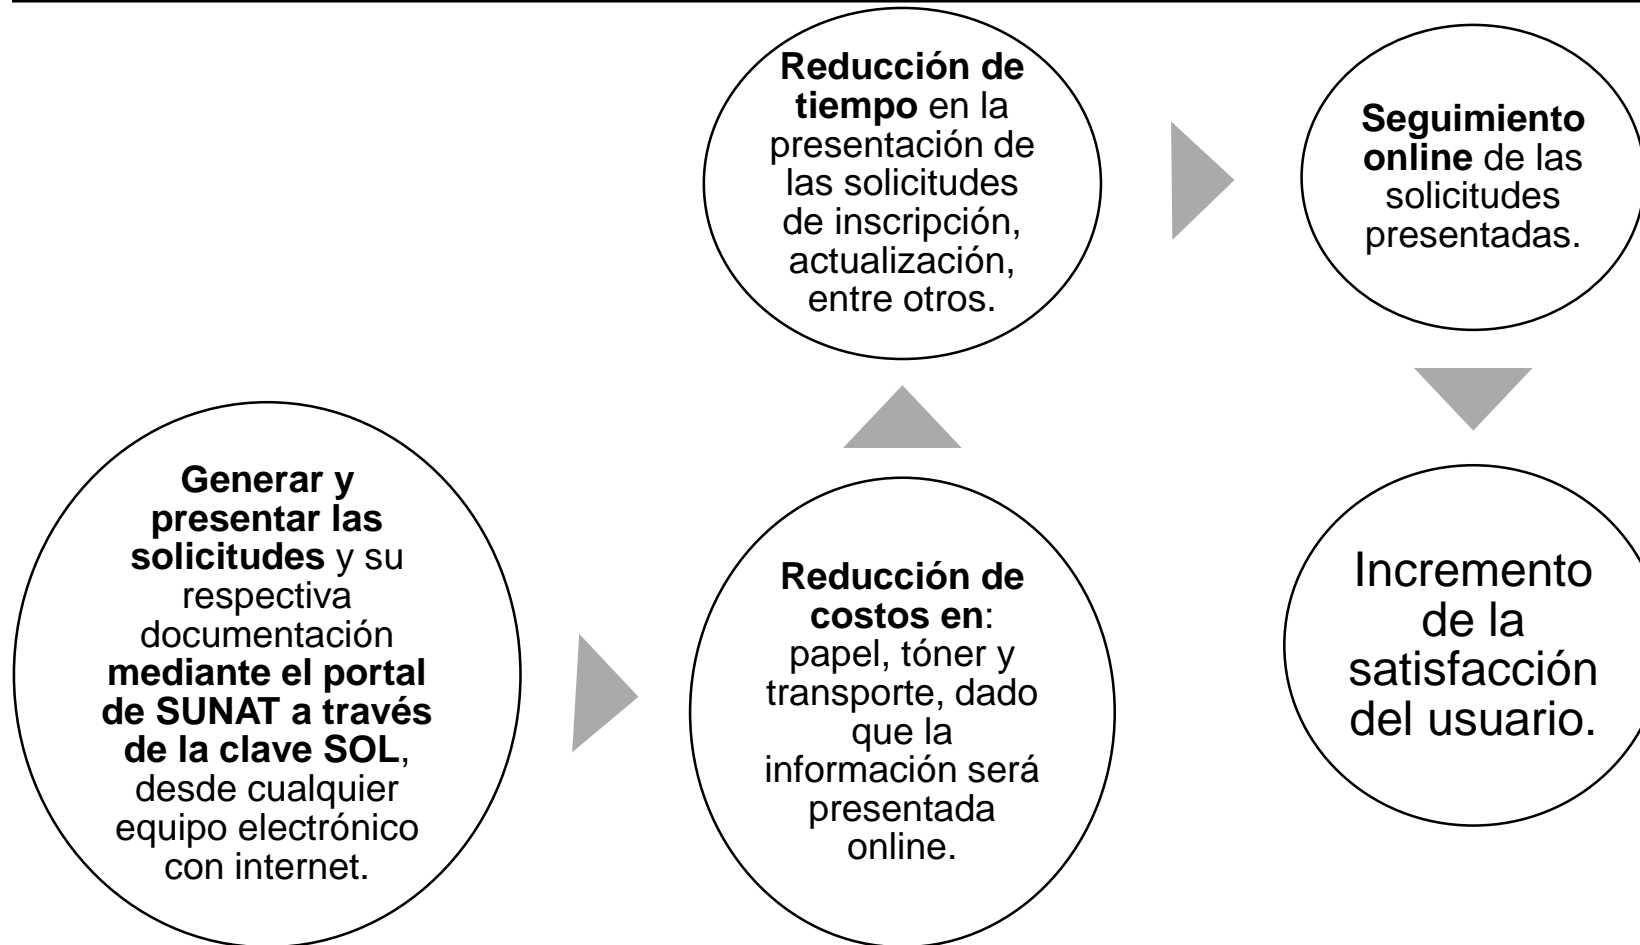 Generar y
presentar las
solicitudes y su
respectiva
documentación
mediante el portal
de SUNAT a través
de la clave SOL,
desde cualquier
equipo electrónico
con internet.
Reducción de
costos en:
papel, tóner y
transporte, dado
que la
información será
presentada
online.
Reducción de
tiempo en la
presentación de
las solicitudes
de inscripción,
actualización,
entre otros.
Seguimiento
online de las
solicitudes
presentadas.
Incremento
de la
satisfacción
del usuario.